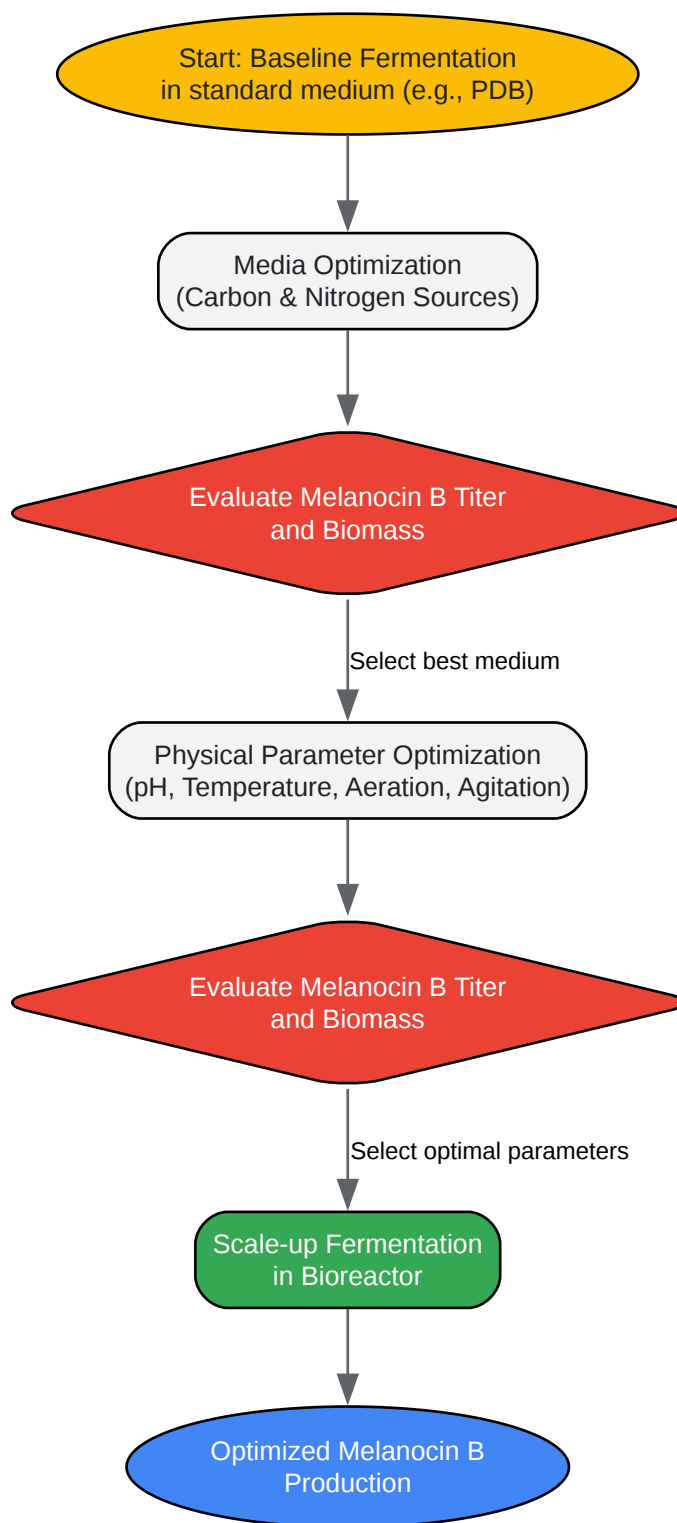 Start: Baseline Fermentation
in standard medium (e.g., PDB)
Media Optimization
(Carbon & Nitrogen Sources)
Evaluate Melanocin B Titer
and Biomass
Select best medium
Physical Parameter Optimization
(pH, Temperature, Aeration, Agitation)
Evaluate Melanocin B Titer
and Biomass
Select optimal parameters
Scale-up Fermentation
in Bioreactor
Optimized Melanocin B
Production